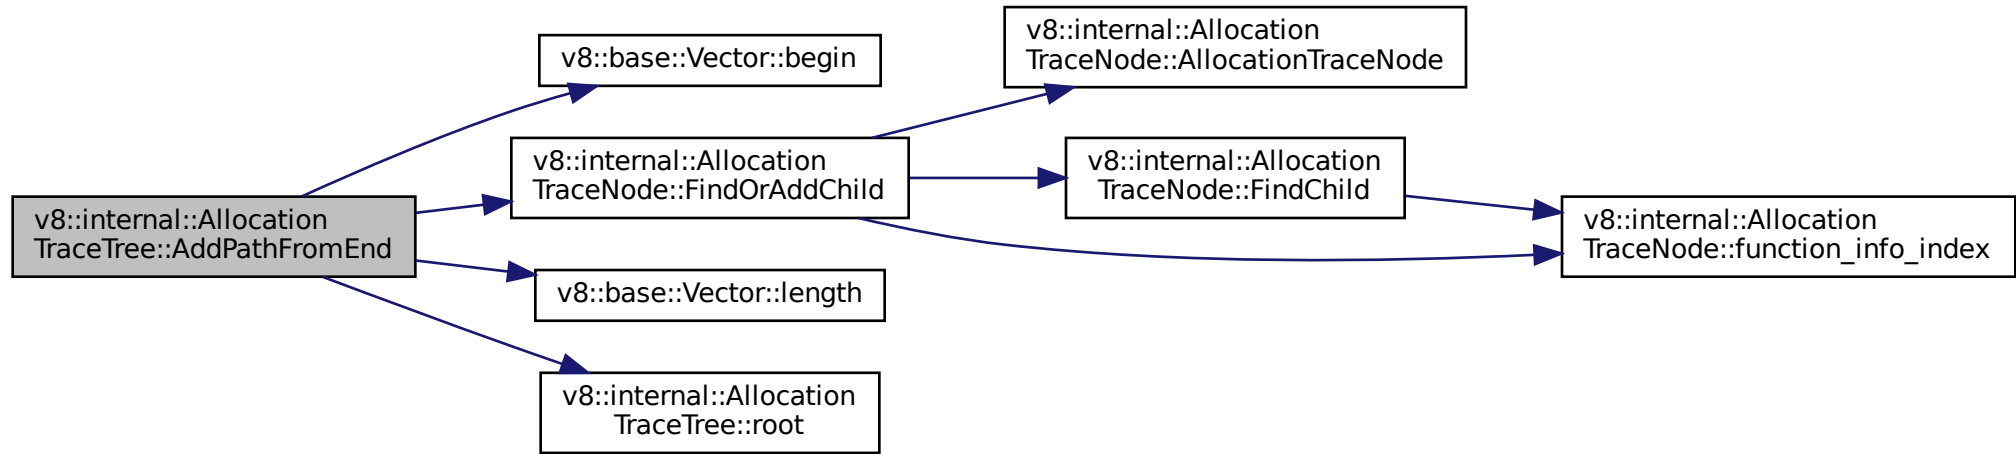 v8::internal::Allocation
TraceTree::AddPathFromEnd
v8::base::Vector::begin
v8::internal::Allocation
TraceNode::FindOrAddChild
v8::base::Vector::length
v8::internal::Allocation
TraceTree::root
v8::internal::Allocation
TraceNode::AllocationTraceNode
v8::internal::Allocation
TraceNode::FindChild
v8::internal::Allocation
TraceNode::function_info_index